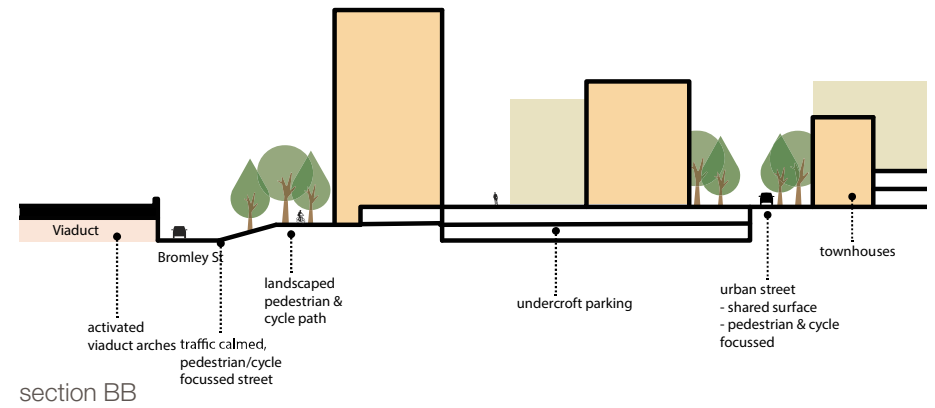 Viaduct
Bromley St
activated
viaduct arches
traffic calmed,
pedestrian/cycle
focussed street
landscaped
pedestrian &
cycle path
undercroft parking
urban street
- shared surface
- pedestrian & cycle
focussed
townhouses
section BB